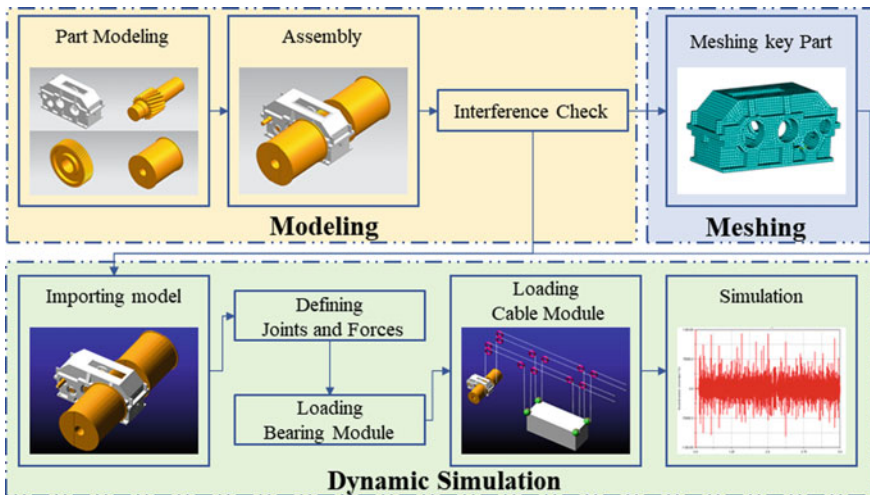 Part Modeling
Assembly
Interference Check
Modeling
Meshing key Part
Meshing
Importing model
Defining
Joints and Forces
Loading
Bearing Module
Loading
Cable Module
Simulation
Dynamic Simulation